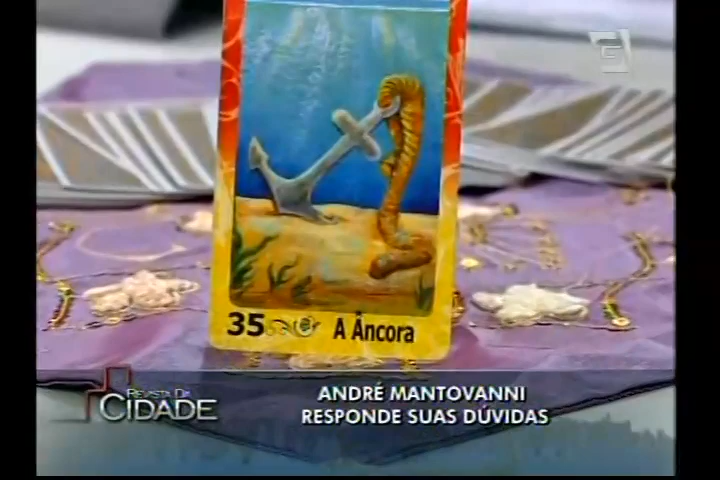 G
35
A Âncora
REVISTA DA
CIDADE
ANDRÉ MANTOVANNI
RESPONDE SUAS DÚVIDAS